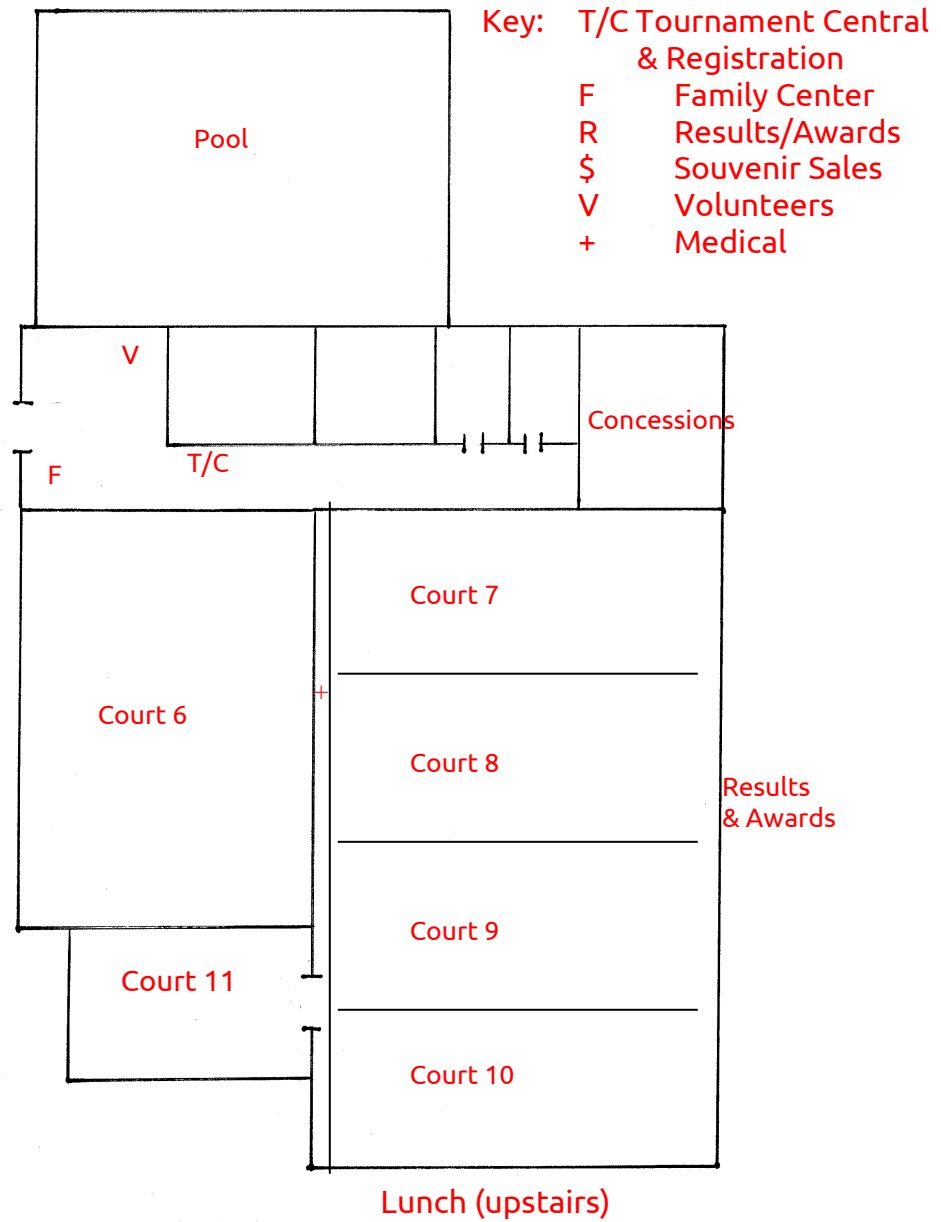 Key: T/C Tournament Central
& Registration
F Family Center
R Results/Awards
$ Souvenir Sales
V Volunteers
+ Medical
Pool
V
Concessions
T/C
F
Court 7
+
Court 6
Court 8
Results
& Awards
Court 9
Court 11
Court 10
Lunch (upstairs)